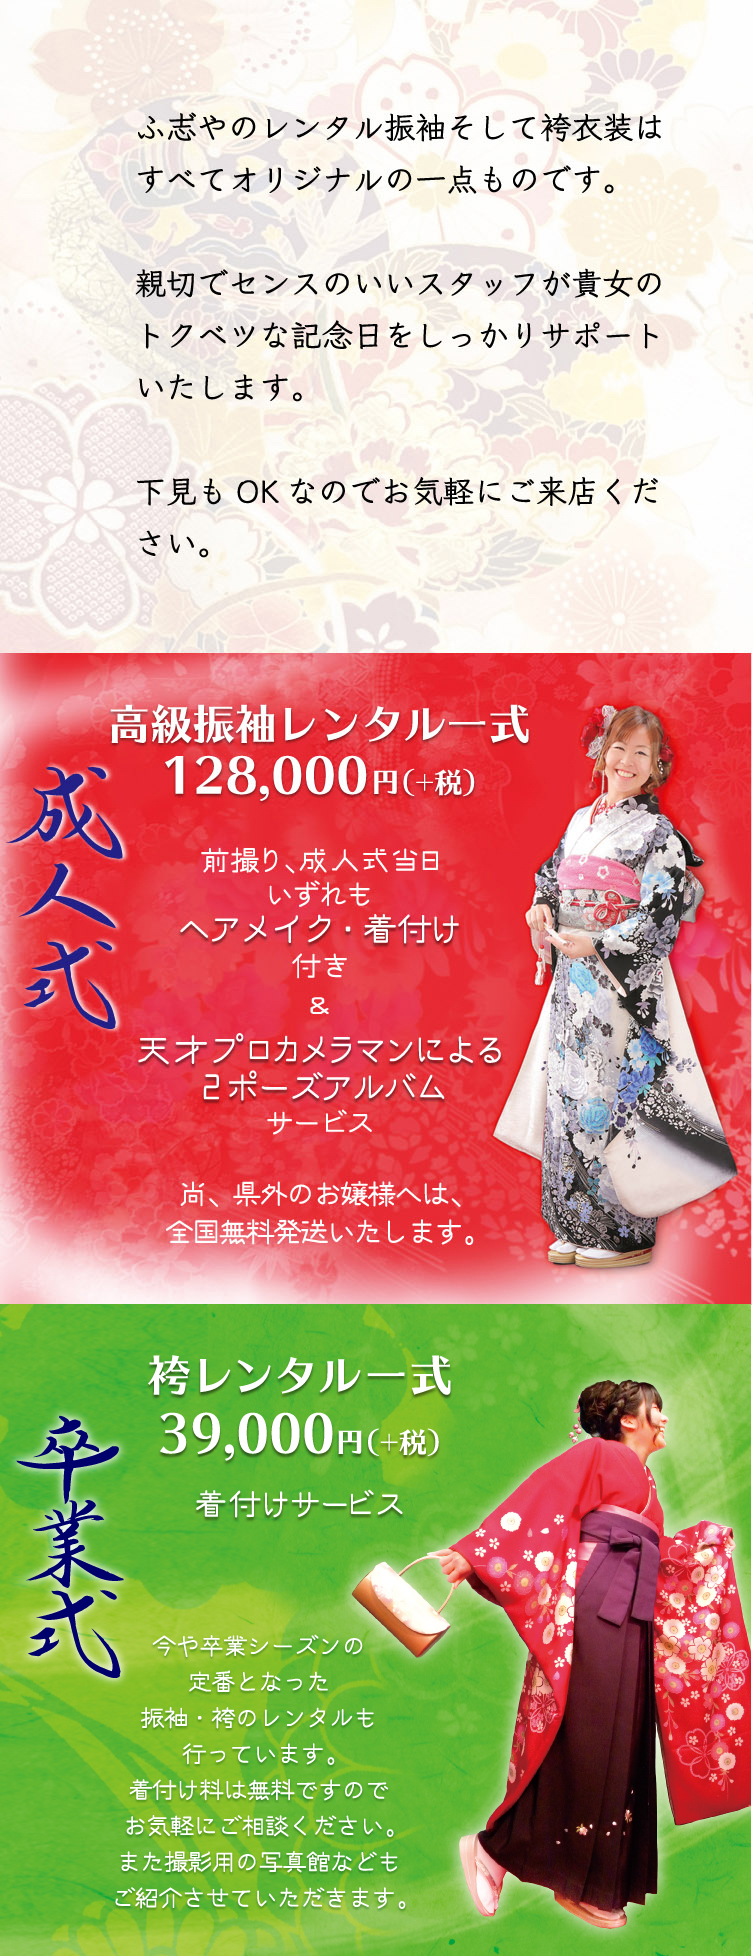 ふ志やのレンタル振袖そして袴衣装は
すべてオリジナルの一点ものです。
親切でセンスのいいスタッフが貴女の
トクベツな記念日をしっかりサポート
いたします。
下見も OK なのでお気軽にご来店くだ
さい。
成人式
高級振袖レンタル一式
128,000円(+税)
前撮り、成人式当日
いずれも
ヘアメイク・着付け
付き
&
天才プロカメラマンによる
2ポーズアルバム
サービス
尚、県外のお嬢様へは、
全国無料発送いたします。
卒業式
袴レンタル一式
39,000円(+税)
着付けサービス
今や卒業シーズンの
定番となった
振袖・袴のレンタルも
行っています。
着付け料は無料ですので
お気軽にご相談ください。
また撮影用の写真館なども
ご紹介させていただきます。